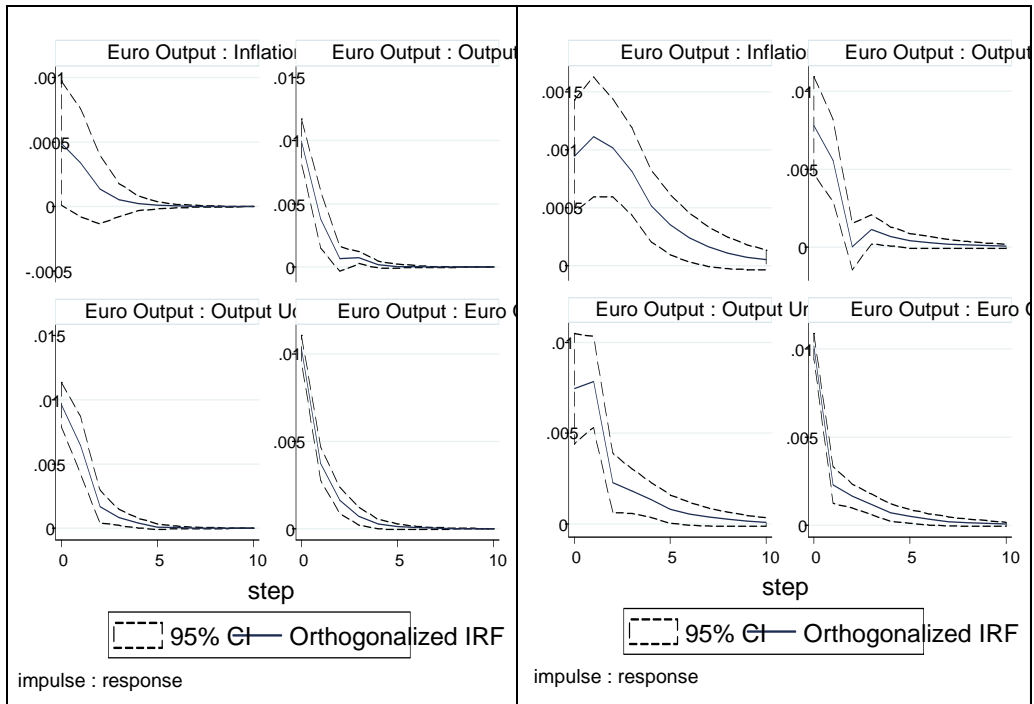 Euro Output : Inflatio
Euro Output : Output
.001
.0005
0
-.0005
.015
.01
.005
0
Euro Output : Output Uc
Euro Output : Euro
.015
.01
.005
0
.01
.005
0
0 5 10
0 5 10
step
95% CI Orthogonalized IRF
impulse : response
Euro Output : Inflatio
Euro Output : Output
.0015
.001
.0005
0
.01
.005
0
Euro Output : Output Ur
Euro Output : Euro
.01
.005
0
.01
.005
0
0 5 10
0 5 10
step
95% CI Orthogonalized IRF
impulse : response